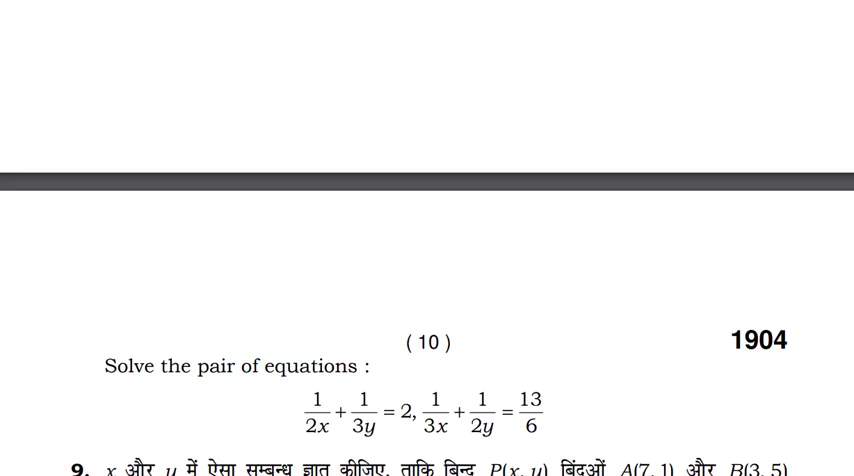 ( 10 ) 1904
Solve the pair of equations :
1/2x + 1/3y = 2, 1/3x + 1/2y = 13/6
9. x और y में ऐसा सम्बन्ध ज्ञात कीजिए, ताकि बिन्दु P(x, y) बिंदुओं A(7, 1) और B(3, 5)